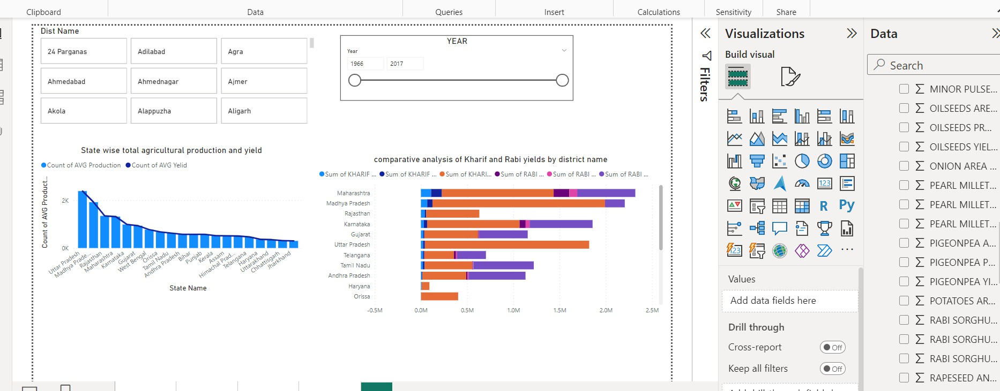 Clipboard
Data
Queries
Insert
Calculations
Sensitivity
Share
Dist Name
24 Parganas
Adilabad
Agra
Ahmedabad
Ahmednagar
Ajmer
Akola
Alappuzha
Aligarh
YEAR
Year
1966
2017
State wise total agricultural production and yield
Count of AVG Production
Count of AVG Yelid
Count of AVG Product...
2K
0K
Uttar Pradesh
Madhya Prade...
Rajasthan
Maharashtra
Karnataka
Gujarat
West Bengal
Orissa
Tamil Nadu
Andhra Pradesh
Bihar
Punjab
Kerala
Assam
Himachal Prad...
Telangana
Haryana
Uttarakhand
Chhattisgarh
Jharkhand
State Name
comparative analysis of Kharif and Rabi yields by district name
Sum of KHARIF ...
Sum of KHARIF ...
Sum of KHARI...
Sum of RABI ...
Sum of RABI ...
Sum of RABI ...
Maharashtra
Madhya Pradesh
Rajasthan
Karnataka
Gujarat
Uttar Pradesh
Telangana
Tamil Nadu
Andhra Pradesh
Haryana
Orissa
-0.5M
0.0M
0.5M
1.0M
1.5M
2.0M
2.5M
Filters
Visualizations
Build visual
123
R
Py
123
...
Values
Add data fields here
Drill through
Cross-report
Off
Keep all filters
Off
Data
Search
MINOR PULSE...
OILSEEDS ARE...
OILSEEDS PR...
OILSEEDS YIEL...
ONION AREA ...
PEARL MILLET...
PEARL MILLET...
PEARL MILLET...
PIGEONPEA A...
PIGEONPEA P...
PIGEONPEA YI...
POTATOES AR...
RABI SORGHU...
RABI SORGHU...
RABI SORGHU...
RAPESEED AN...